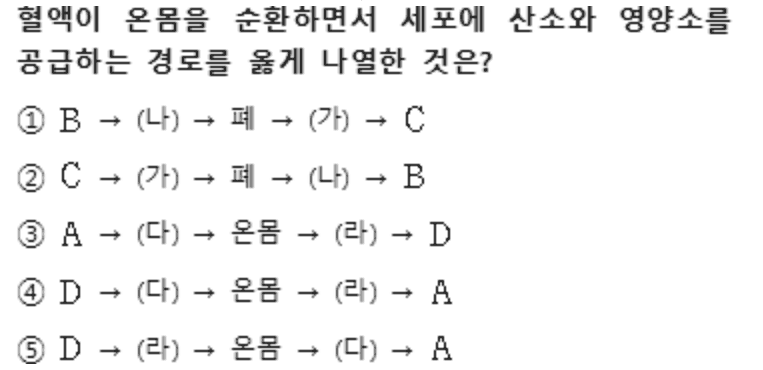 혈액이 온몸을 순환하면서 세포에 산소와 영양소를
공급하는 경로를 옳게 나열한 것은?
① B → (나) → 폐 → (가) → C
② C → (가) → 폐 → (나) → B
③ A → (다) → 온몸 → (라) → D
④ D → (다) → 온몸 → (라) → A
⑤ D → (라) → 온몸 → (다) → A